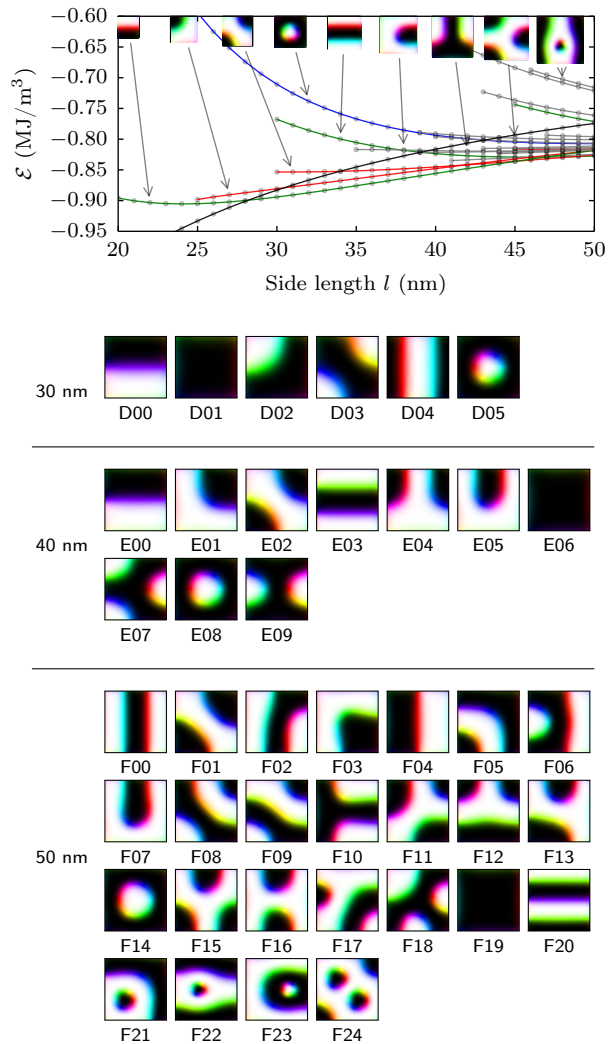 −0.60
−0.65
−0.70
−0.75
−0.80
−0.85
−0.90
−0.95
ℰ (MJ/m³)
20 25 30 35 40 45 50
Side length l (nm)
30 nm
D00 D01 D02 D03 D04 D05
40 nm
E00 E01 E02 E03 E04 E05 E06
E07 E08 E09
50 nm
F00 F01 F02 F03 F04 F05 F06
F07 F08 F09 F10 F11 F12 F13
F14 F15 F16 F17 F18 F19 F20
F21 F22 F23 F24